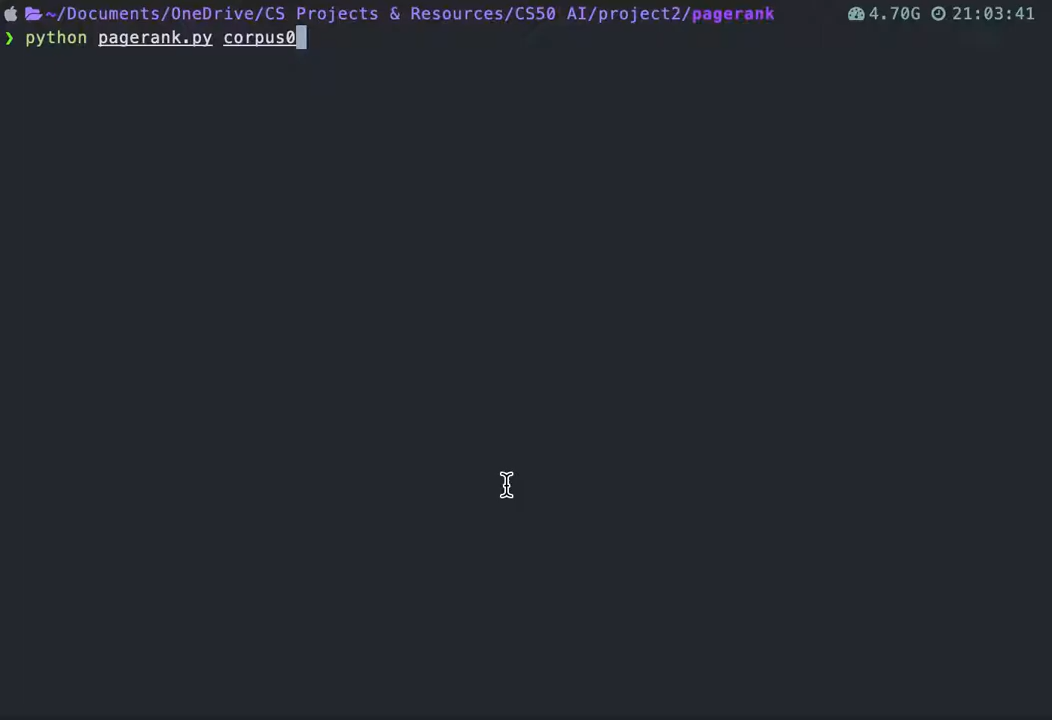 ~/Documents/OneDrive/CS Projects & Resources/CS50 AI/project2/pagerank 4.70G 21:03:41
❯ python pagerank.py corpus0